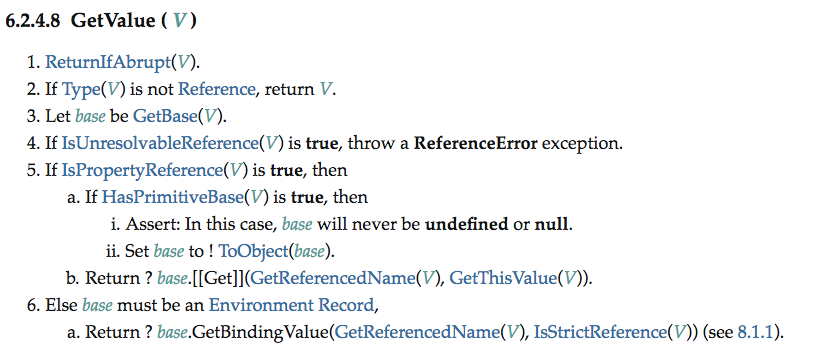 6.2.4.8 GetValue ( V )
1. ReturnIfAbrupt(V).
2. If Type(V) is not Reference, return V.
3. Let base be GetBase(V).
4. If IsUnresolvableReference(V) is true, throw a ReferenceError exception.
5. If IsPropertyReference(V) is true, then
a. If HasPrimitiveBase(V) is true, then
i. Assert: In this case, base will never be undefined or null.
ii. Set base to ! ToObject(base).
b. Return ? base.[[Get]](GetReferencedName(V), GetThisValue(V)).
6. Else base must be an Environment Record,
a. Return ? base.GetBindingValue(GetReferencedName(V), IsStrictReference(V)) (see 8.1.1).